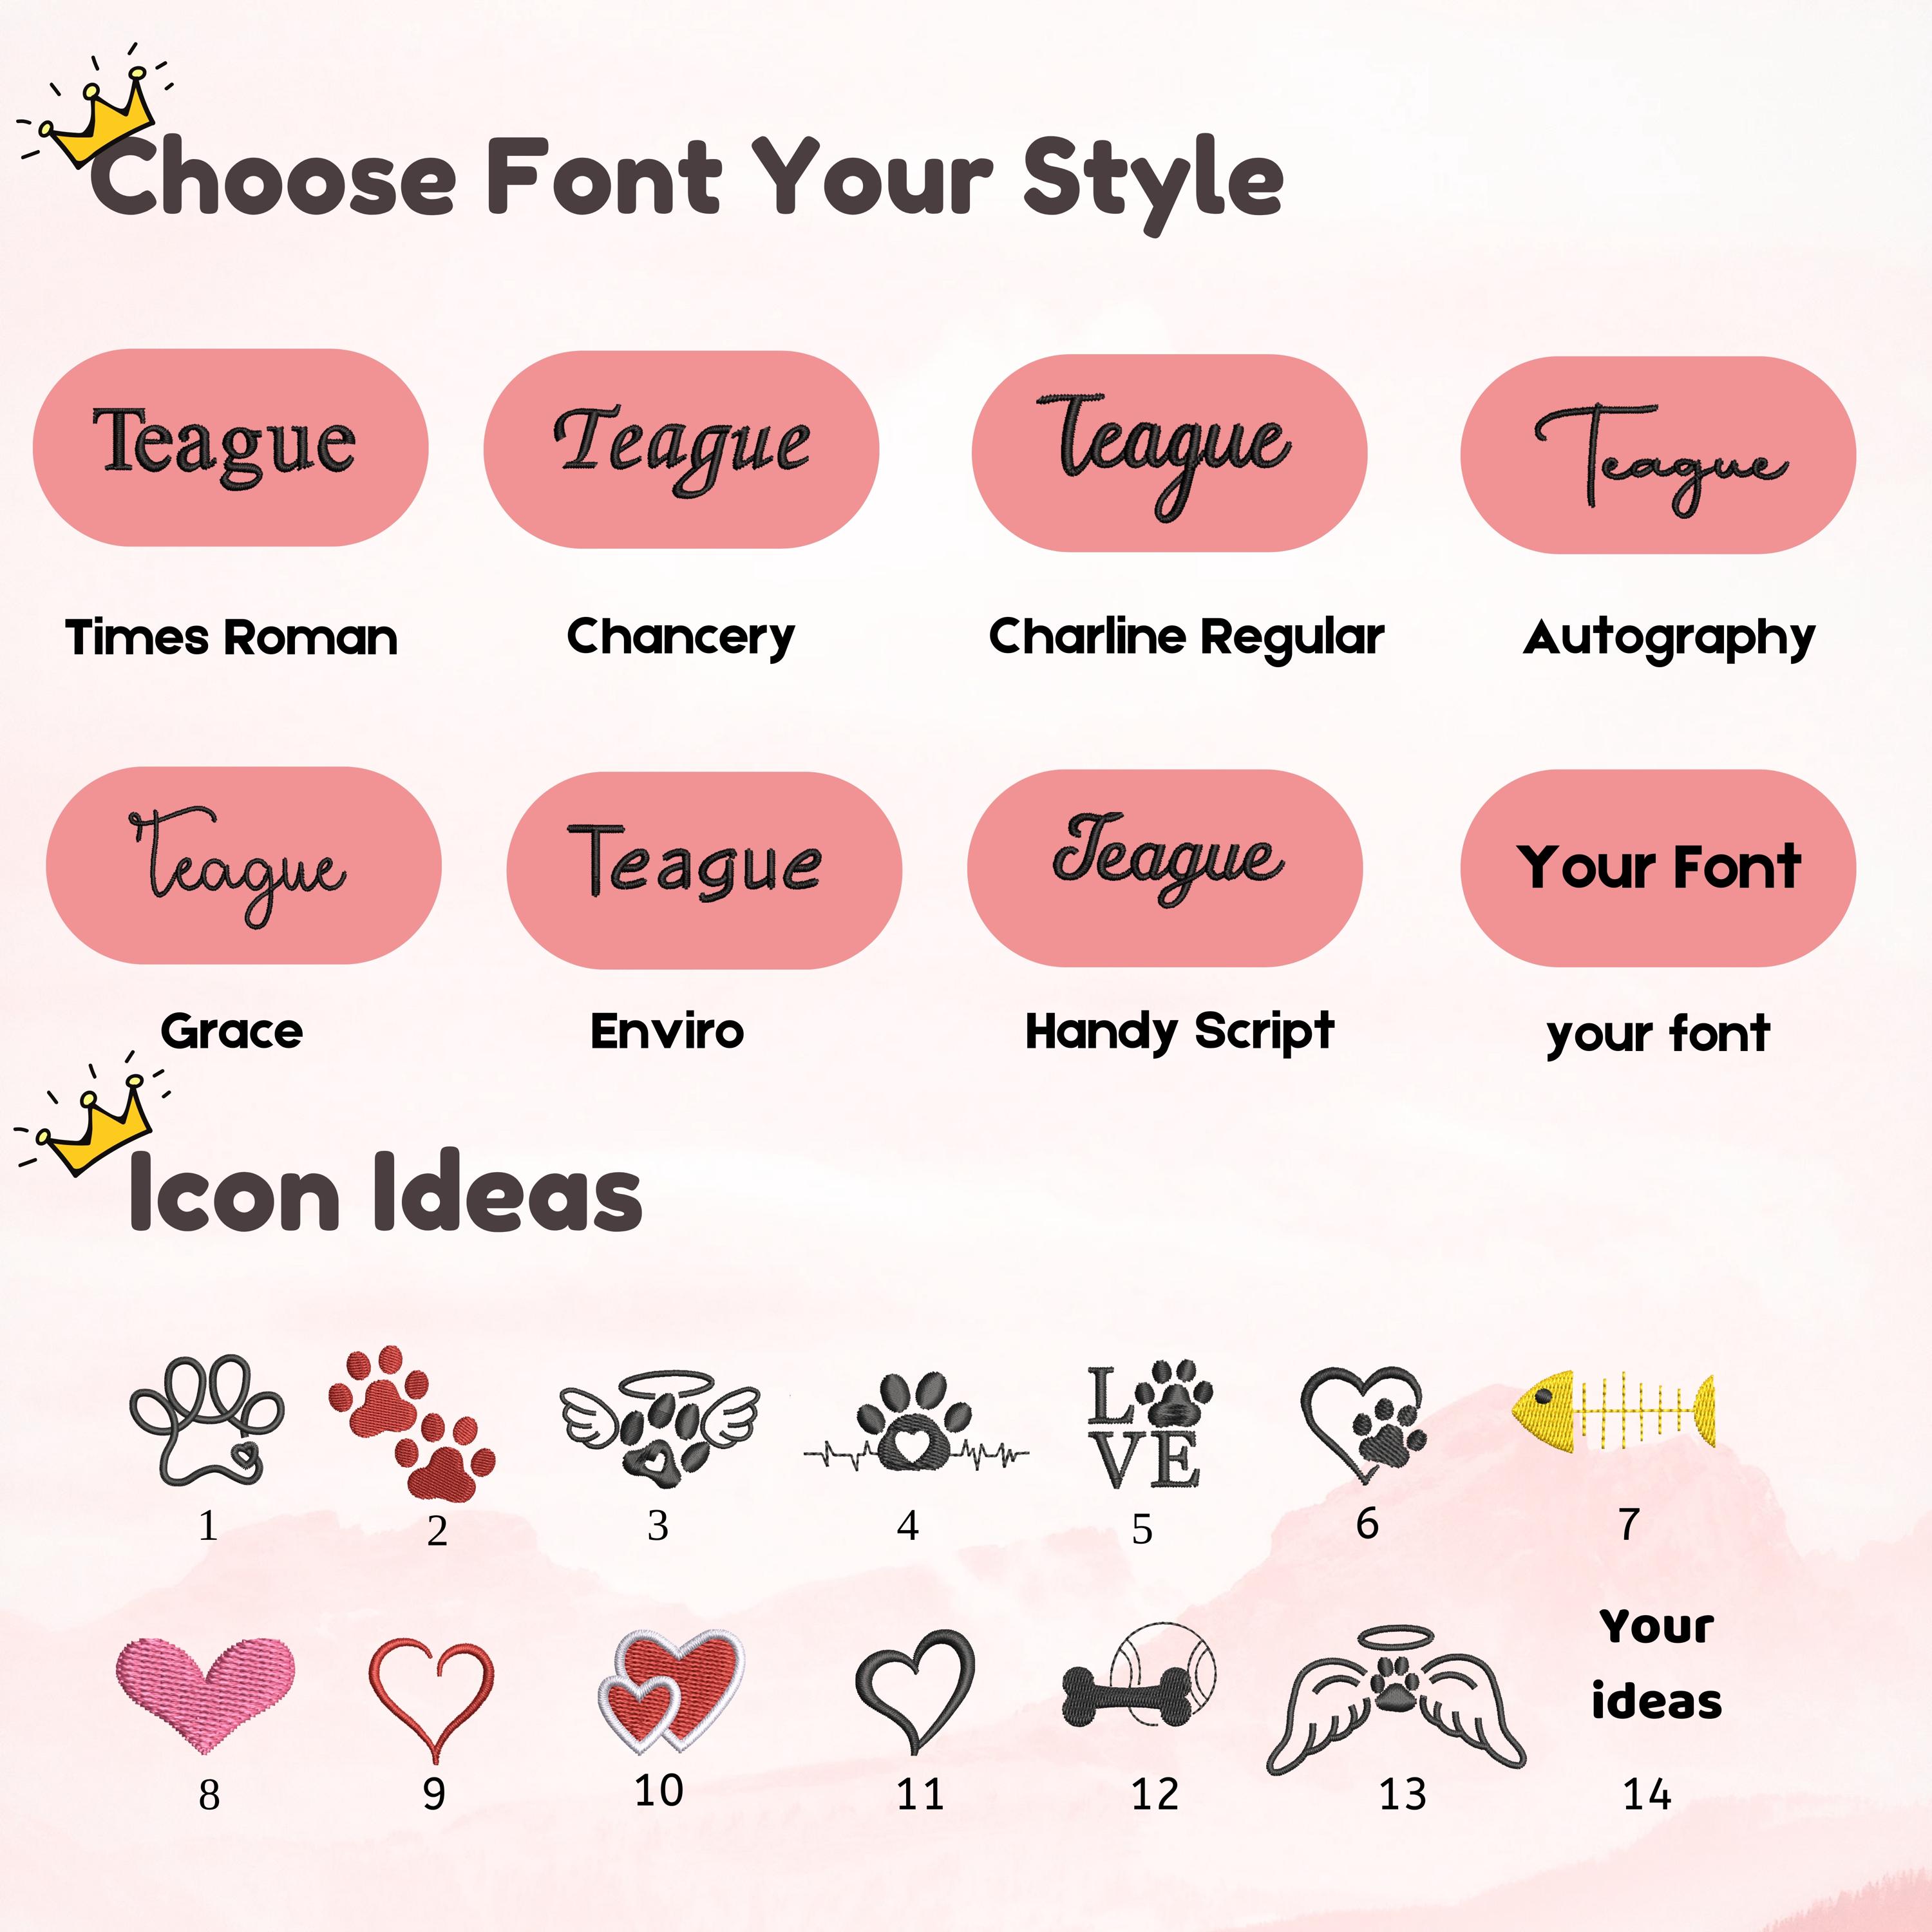 Choose Font Your Style
Teague Teague Teague Teague
Times Roman Chancery Charline Regular Autography
Teague Teague Teague Your Font
Grace Enviro Handy Script your font
Icon Ideas
L
VE
1 2 3 4 5 6 7
Your
ideas
8 9 10 11 12 13 14